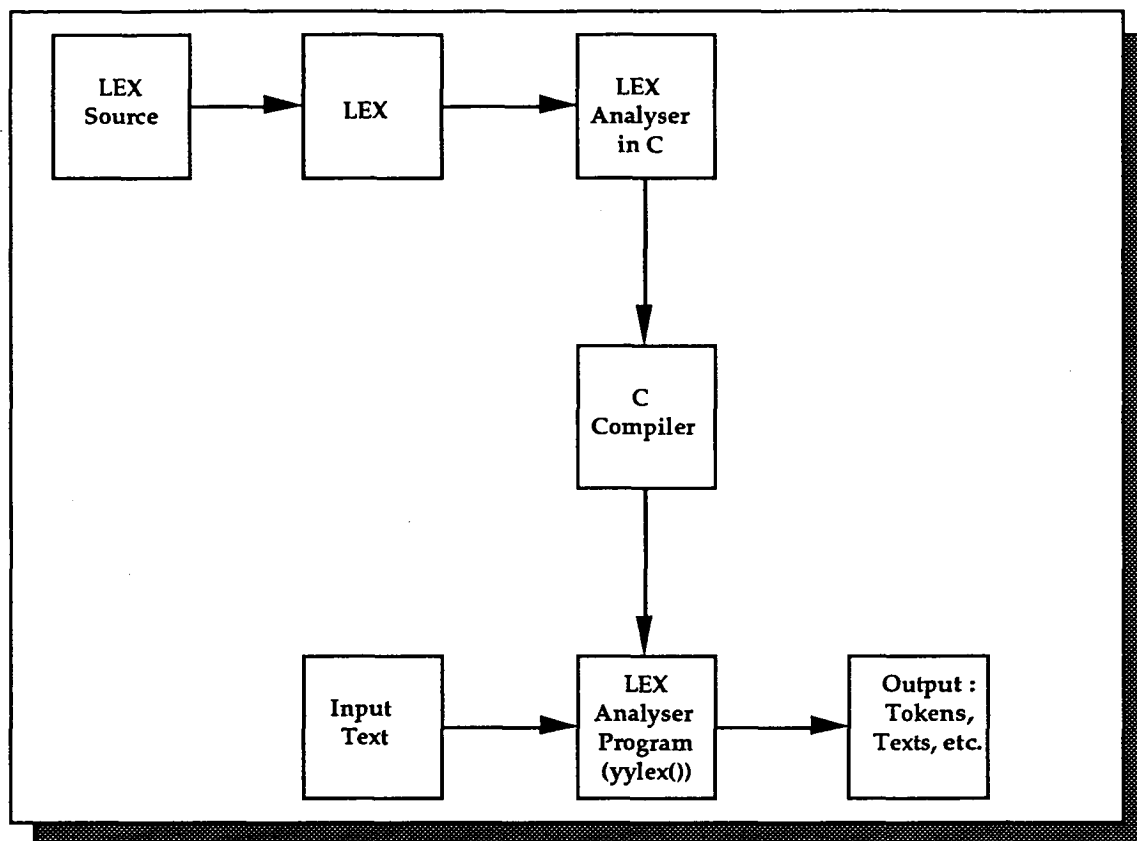 LEX
Source
LEX
LEX
Analyser
in C
C
Compiler
Input
Text
LEX
Analyser
Program
(yylex())
Output :
Tokens,
Texts, etc.